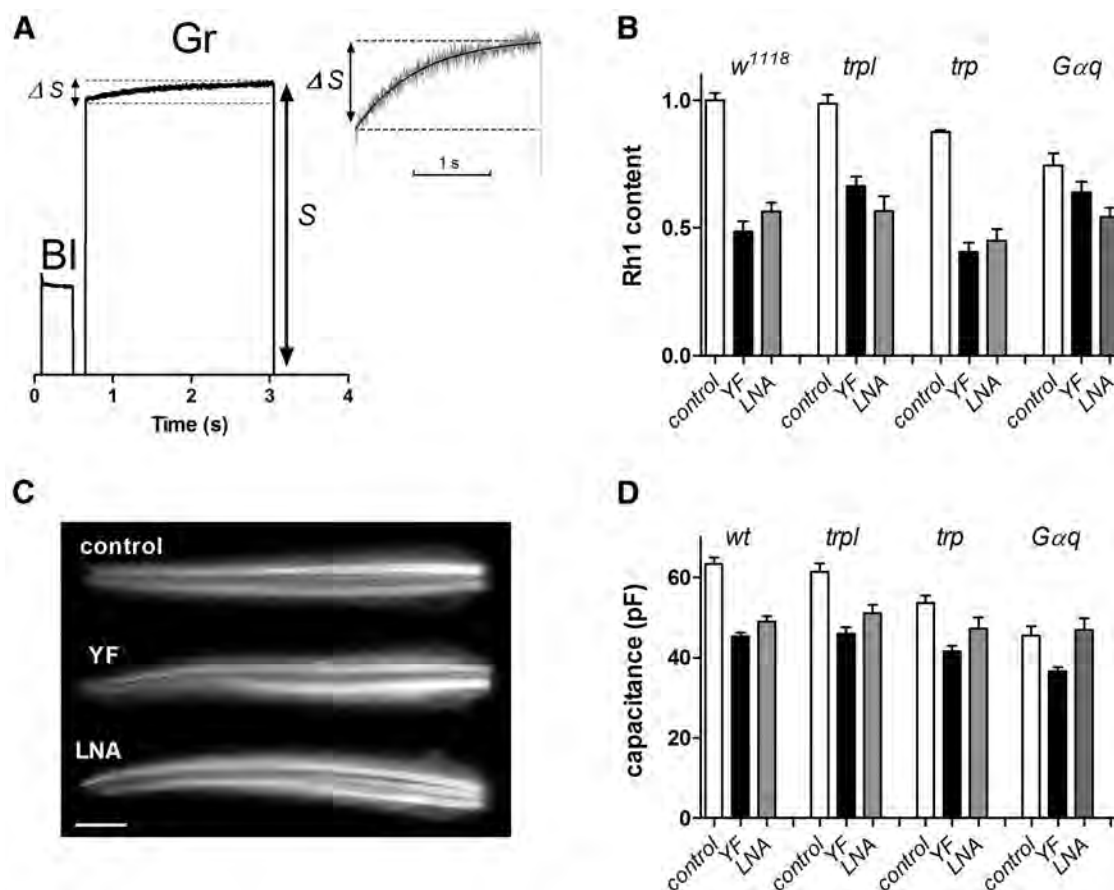 A
Gr
Δ S
Bl
S
0 1 2 3 4
Time (s)
Δ S
1 s
B
w1118 trpl trp Gαq
1.0
0.5
0.0
Rh1 content
control YF LNA control YF LNA control YF LNA control YF LNA
C
control
YF
LNA
D
wt trpl trp Gαq
60
40
20
0
capacitance (pF)
control YF LNA control YF LNA control YF LNA control YF LNA